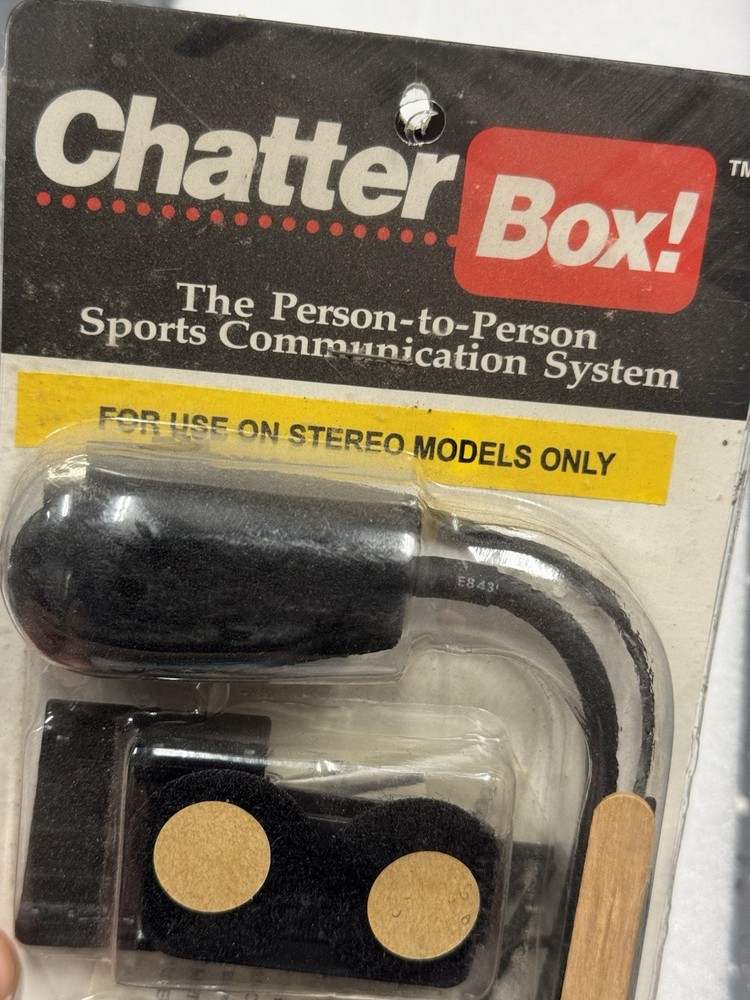 Chatter Box! TM
The Person-to-Person
Sports Communication System
FOR USE ON STEREO MODELS ONLY